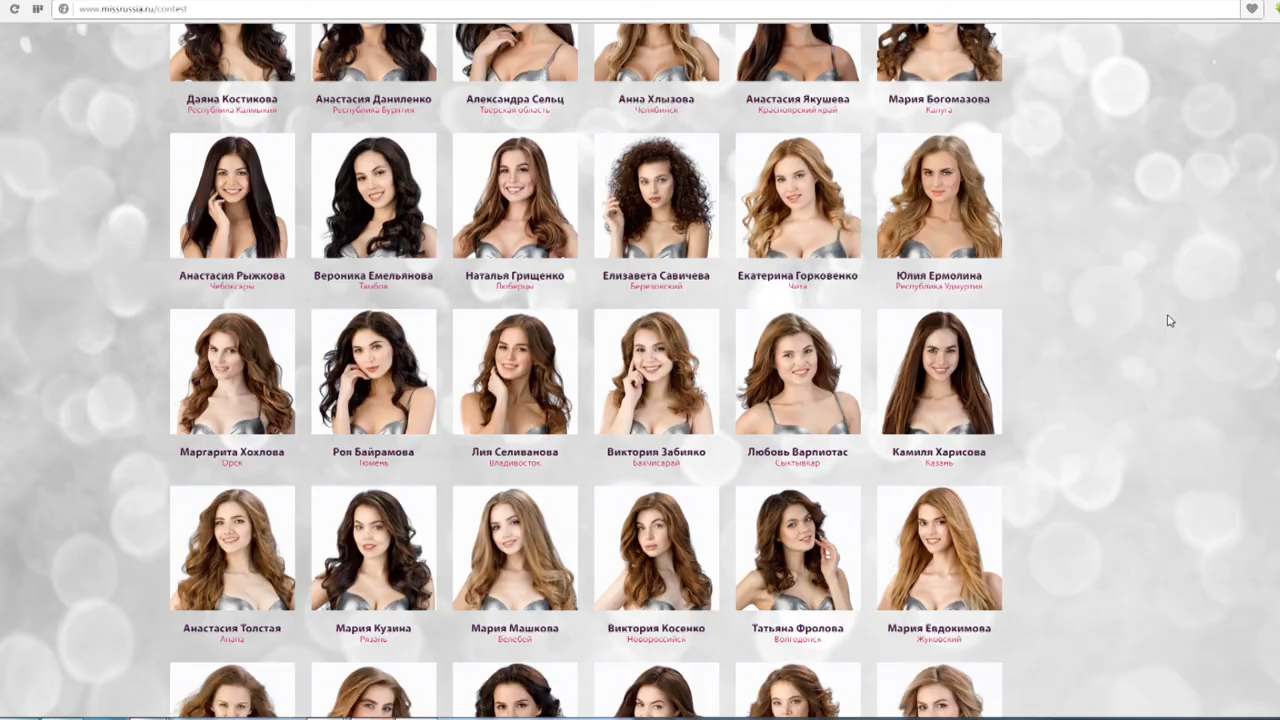 www.missrussia.ru/contest
Даяна Костикова
Республика Калмыкия
Анастасия Даниленко
Республика Бурятия
Александра Сельц
Тверская область
Анна Хлызова
Челябинск
Анастасия Якушева
Красноярский край
Мария Богомазова
Калуга
Анастасия Рыжкова
Чебоксары
Вероника Емельянова
Тамбов
Наталья Грищенко
Люберцы
Елизавета Савичева
Березовский
Екатерина Горковенко
Чита
Юлия Ермолина
Республика Удмуртия
Маргарита Хохлова
Орск
Роя Байрамова
Тюмень
Лия Селиванова
Владивосток
Виктория Забияко
Бахчисарай
Любовь Варпиотас
Сыктывкар
Камиля Харисова
Казань
Анастасия Толстая
Анапа
Мария Кузина
Рязань
Мария Машкова
Белебей
Виктория Косенко
Новороссийск
Татьяна Фролова
Волгодонск
Мария Евдокимова
Жуковский